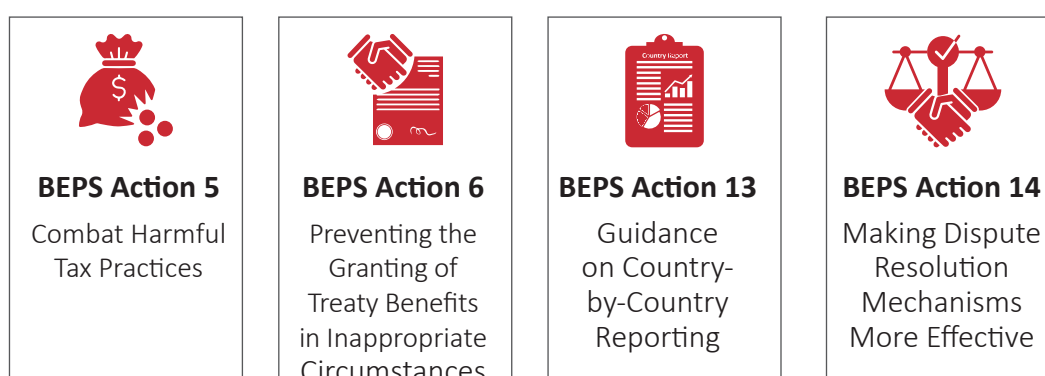 $
Country Report
BEPS Action 5
Combat Harmful
Tax Practices
BEPS Action 6
Preventing the
Granting of
Treaty Benefits
in Inappropriate
Circumstances
BEPS Action 13
Guidance
on Country-
by-Country
Reporting
BEPS Action 14
Making Dispute
Resolution
Mechanisms
More Effective